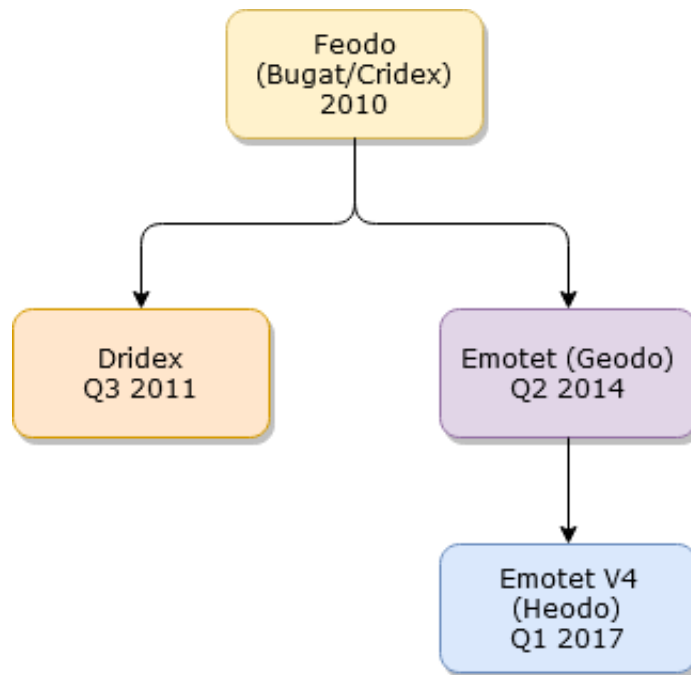 Feodo
(Bugat/Cridex)
2010
Dridex
Q3 2011
Emotet (Geodo)
Q2 2014
Emotet V4
(Heodo)
Q1 2017